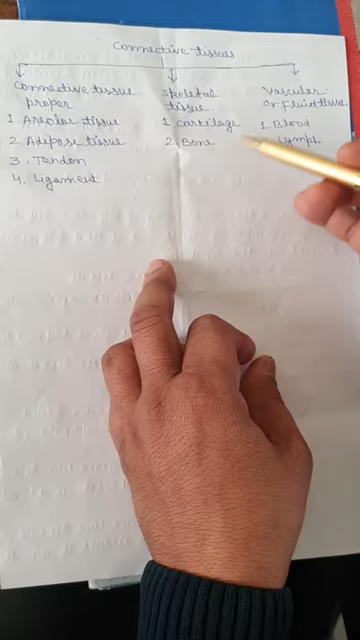 Connective tissues
Connective tissue
proper
1. Areolar tissue
2. Adipose tissue
3. Tendon
4. Ligament
Skeletal
tissue
1 Cartilage
2. Bone
Vascular
or Fluid tissue
1. Blood
Lymph